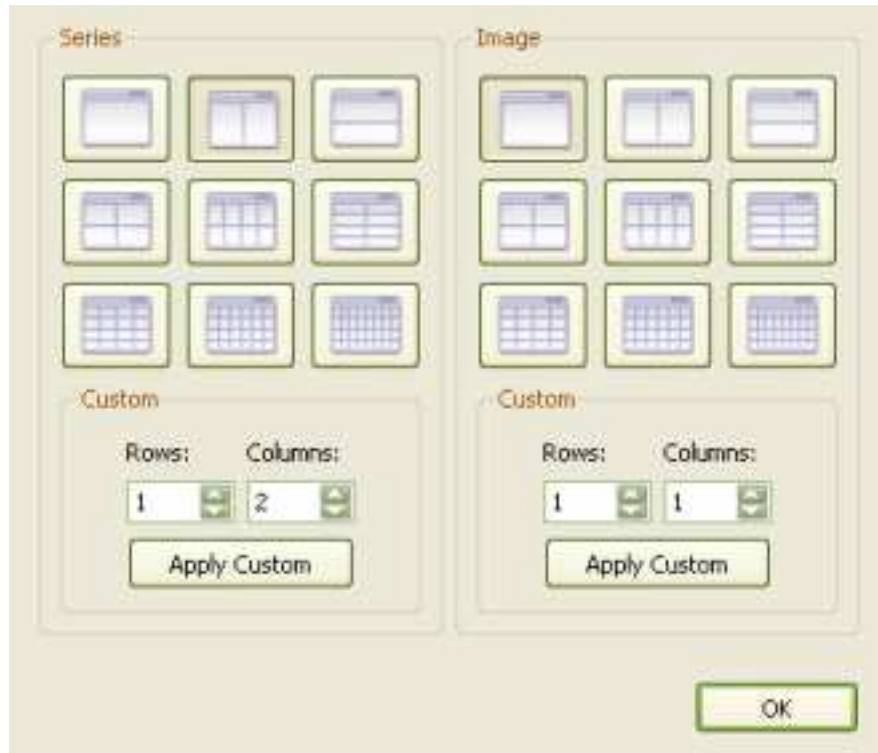 Series
Custom
Rows: Columns:
1 2
Apply Custom
Image
Custom
Rows: Columns:
1 1
Apply Custom
OK